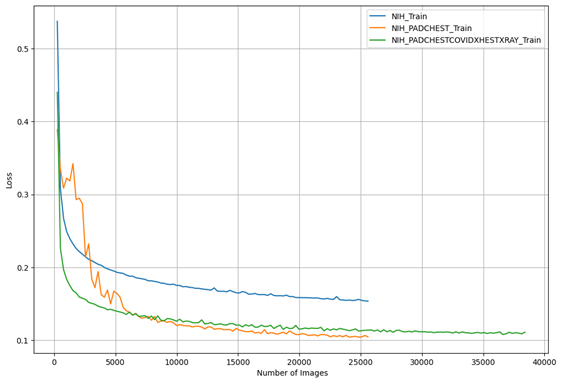 NIH_Train
NIH_PADCHEST_Train
NIH_PADCHESTCOVIDXHESTXRAY_Train
0.5
0.4
0.3
0.2
0.1
Loss
0
5000
10000
15000
20000
25000
30000
35000
40000
Number of Images